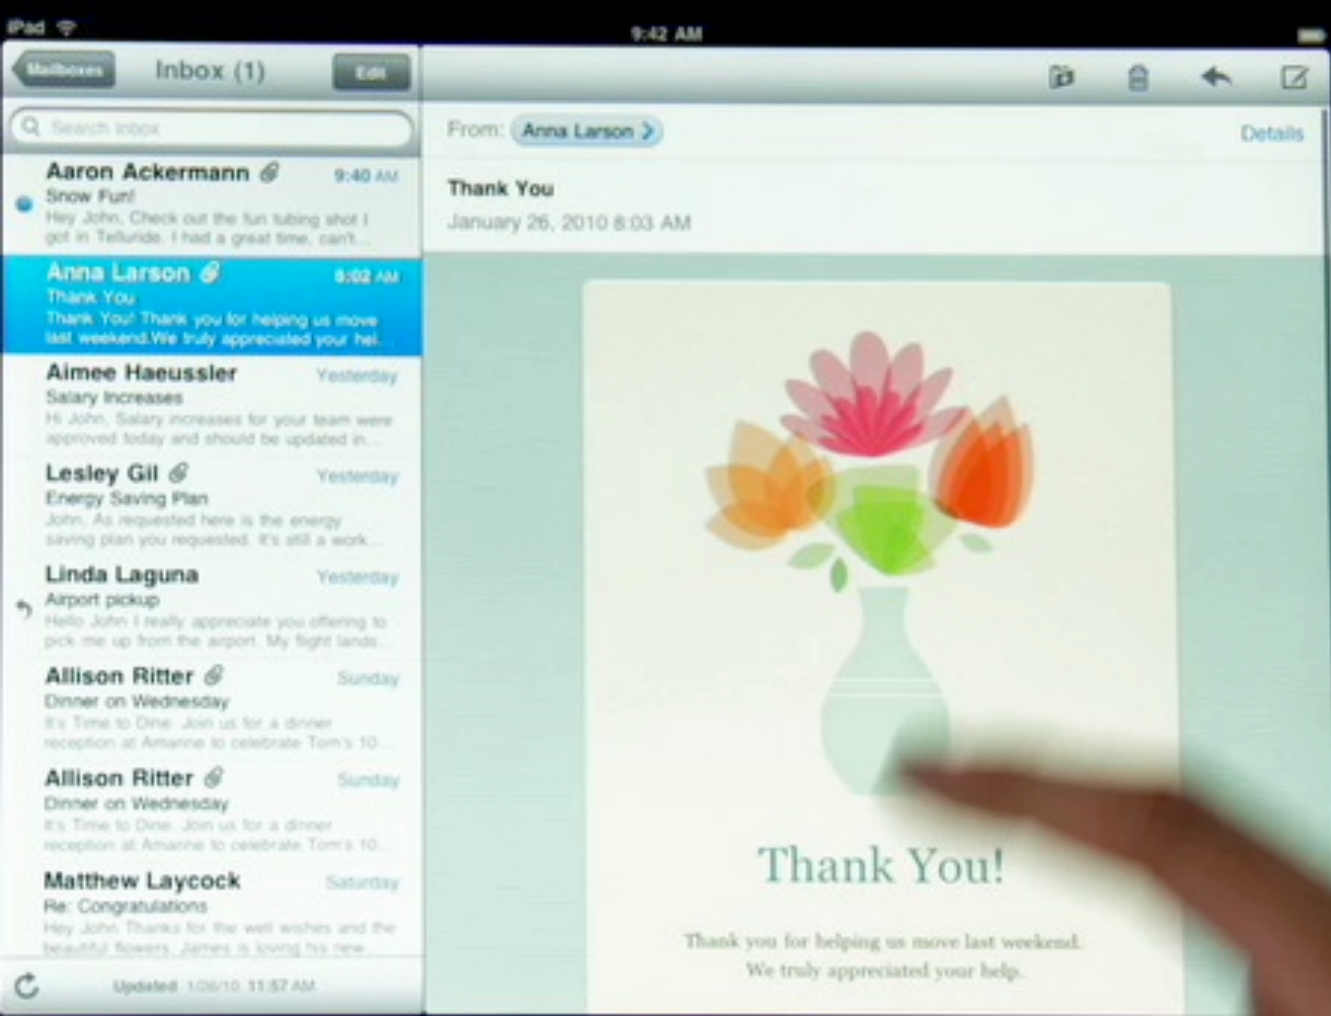 iPad
9:42 AM
Mailboxes
Inbox (1)
Edit
Search Inbox
From: Anna Larson
Details
Thank You
January 26, 2010 8:03 AM
Aaron Ackermann
9:40 AM
Snow Fun!
Hey John, Check out the fun tubing shot I
got in Telluride. I had a great time, can't...
Anna Larson
8:02 AM
Thank You
Thank You! Thank you for helping us move
last weekend.We truly appreciated your hel...
Aimee Haeussler
Yesterday
Salary Increases
Hi John, Salary increases for your team were
approved today and should be updated in...
Lesley Gil
Yesterday
Energy Saving Plan
John, As requested here is the energy
saving plan you requested. It's still a work...
Linda Laguna
Yesterday
Airport pickup
Hello John I really appreciate you offering to
pick me up from the airport. My flight lands...
Allison Ritter
Sunday
Dinner on Wednesday
It's Time to Dine. Join us for a dinner
reception at Amarine to celebrate Tom's 10...
Allison Ritter
Sunday
Dinner on Wednesday
It's Time to Dine. Join us for a dinner
reception at Amarine to celebrate Tom's 10...
Matthew Laycock
Saturday
Re: Congratulations
Hey John Thanks for the well wishes and the
beautiful flowers. James is loving his new
Updated 1/26/10 11:57 AM
Thank You!
Thank you for helping us move last weekend.
We truly appreciated your help.